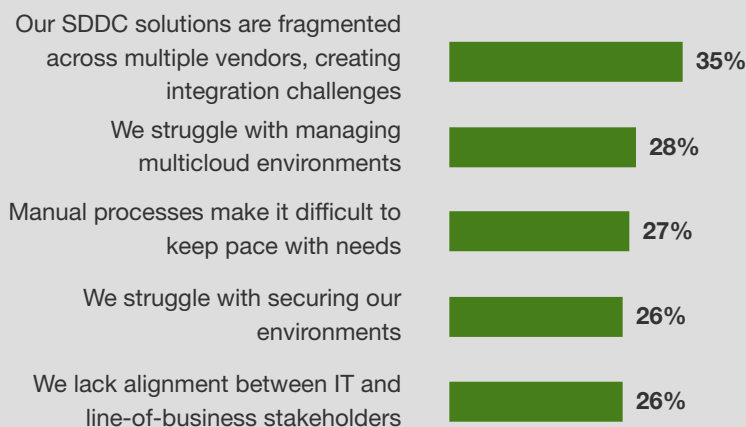 Our SDDC solutions are fragmented
across multiple vendors, creating
integration challenges
35%
We struggle with managing
multicloud environments
28%
Manual processes make it difficult to
keep pace with needs
27%
We struggle with securing our
environments
26%
We lack alignment between IT and
line-of-business stakeholders
26%